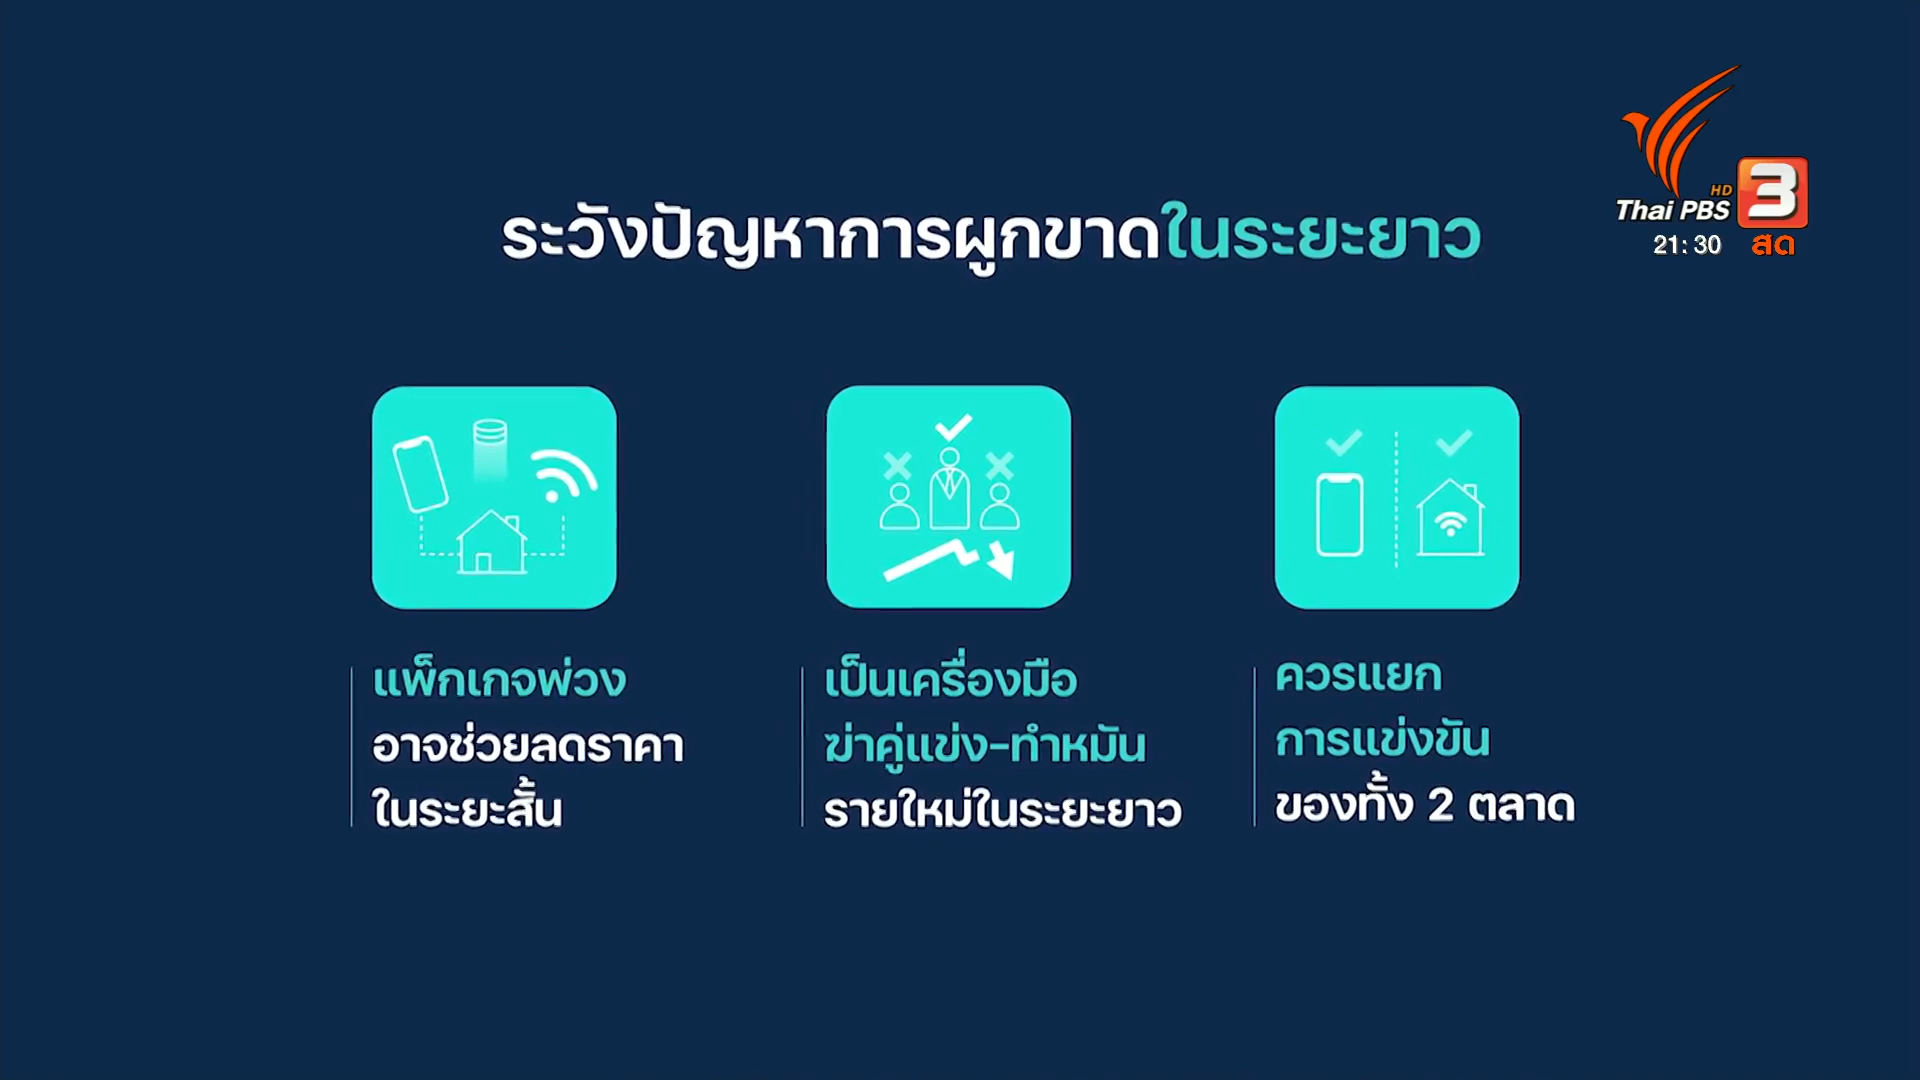 ระวังปัญหาการผูกขาดในระยะยาว
HD
3
Thai PBS
21:30 สด
แพ็กเกจพ่วง
อาจช่วยลดราคา
ในระยะสั้น
เป็นเครื่องมือ
ฆ่าคู่แข่ง-ทำหมัน
รายใหม่ในระยะยาว
ควรแยก
การแข่งขัน
ของทั้ง 2 ตลาด